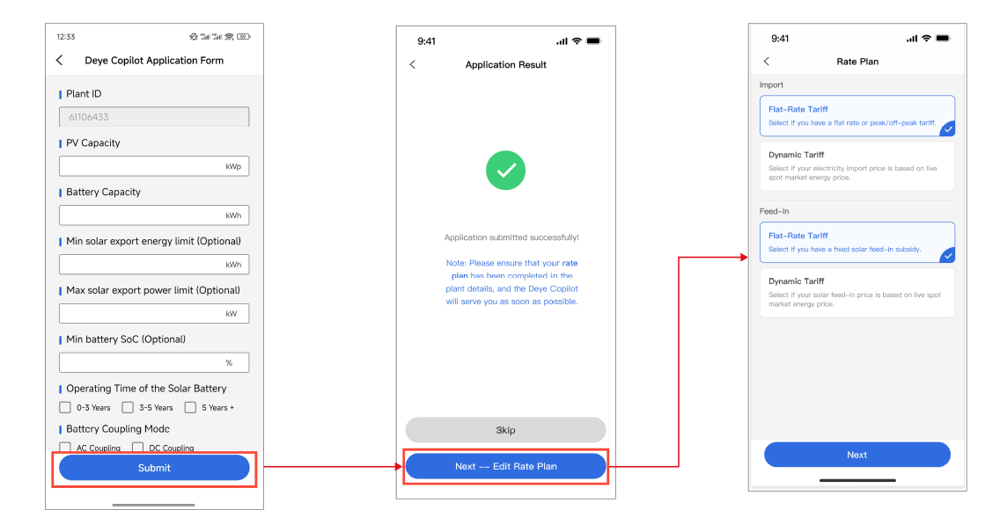 12:33
59
Deye Copilot Application Form
Plant ID
61106433
PV Capacity
kWp
Battery Capacity
kWh
Min solar export energy limit (Optional)
kWh
Max solar export power limit (Optional)
kW
Min battery SoC (Optional)
%
Operating Time of the Solar Battery
0-3 Years 3-5 Years 5 Years +
Battery Coupling Mode
AC Coupling DC Coupling
Submit
9:41
Application Result
Application submitted successfully!
Note: Please ensure that your rate
plan has been completed in the
plant details, and the Deye Copilot
will serve you as soon as possible.
Skip
Next -- Edit Rate Plan
9:41
Rate Plan
Import
Flat-Rate Tariff
Select if you have a flat rate or peak/off-peak tariff.
Dynamic Tariff
Select if your electricity import price is based on live
spot market energy price.
Feed-In
Flat-Rate Tariff
Select if you have a fixed solar feed-in subsidy.
Dynamic Tariff
Select if your solar feed-in price is based on live spot
market energy price.
Next